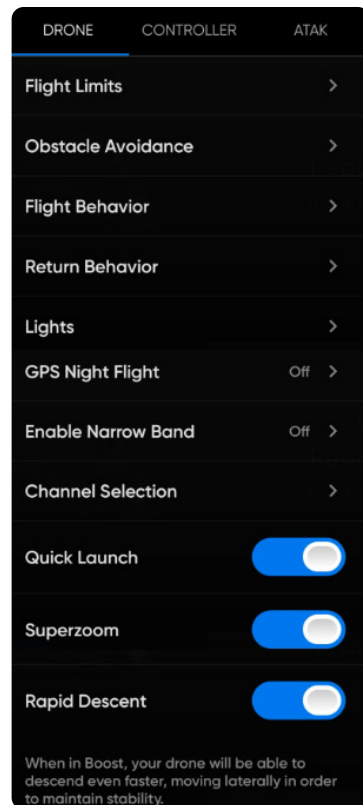 DRONE CONTROLLER ATAK
Flight Limits
Obstacle Avoidance
Flight Behavior
Return Behavior
Lights
GPS Night Flight Off
Enable Narrow Band Off
Channel Selection
Quick Launch
Superzoom
Rapid Descent
When in Boost, your drone will be able to
descend even faster, moving laterally in order
to maintain stability.